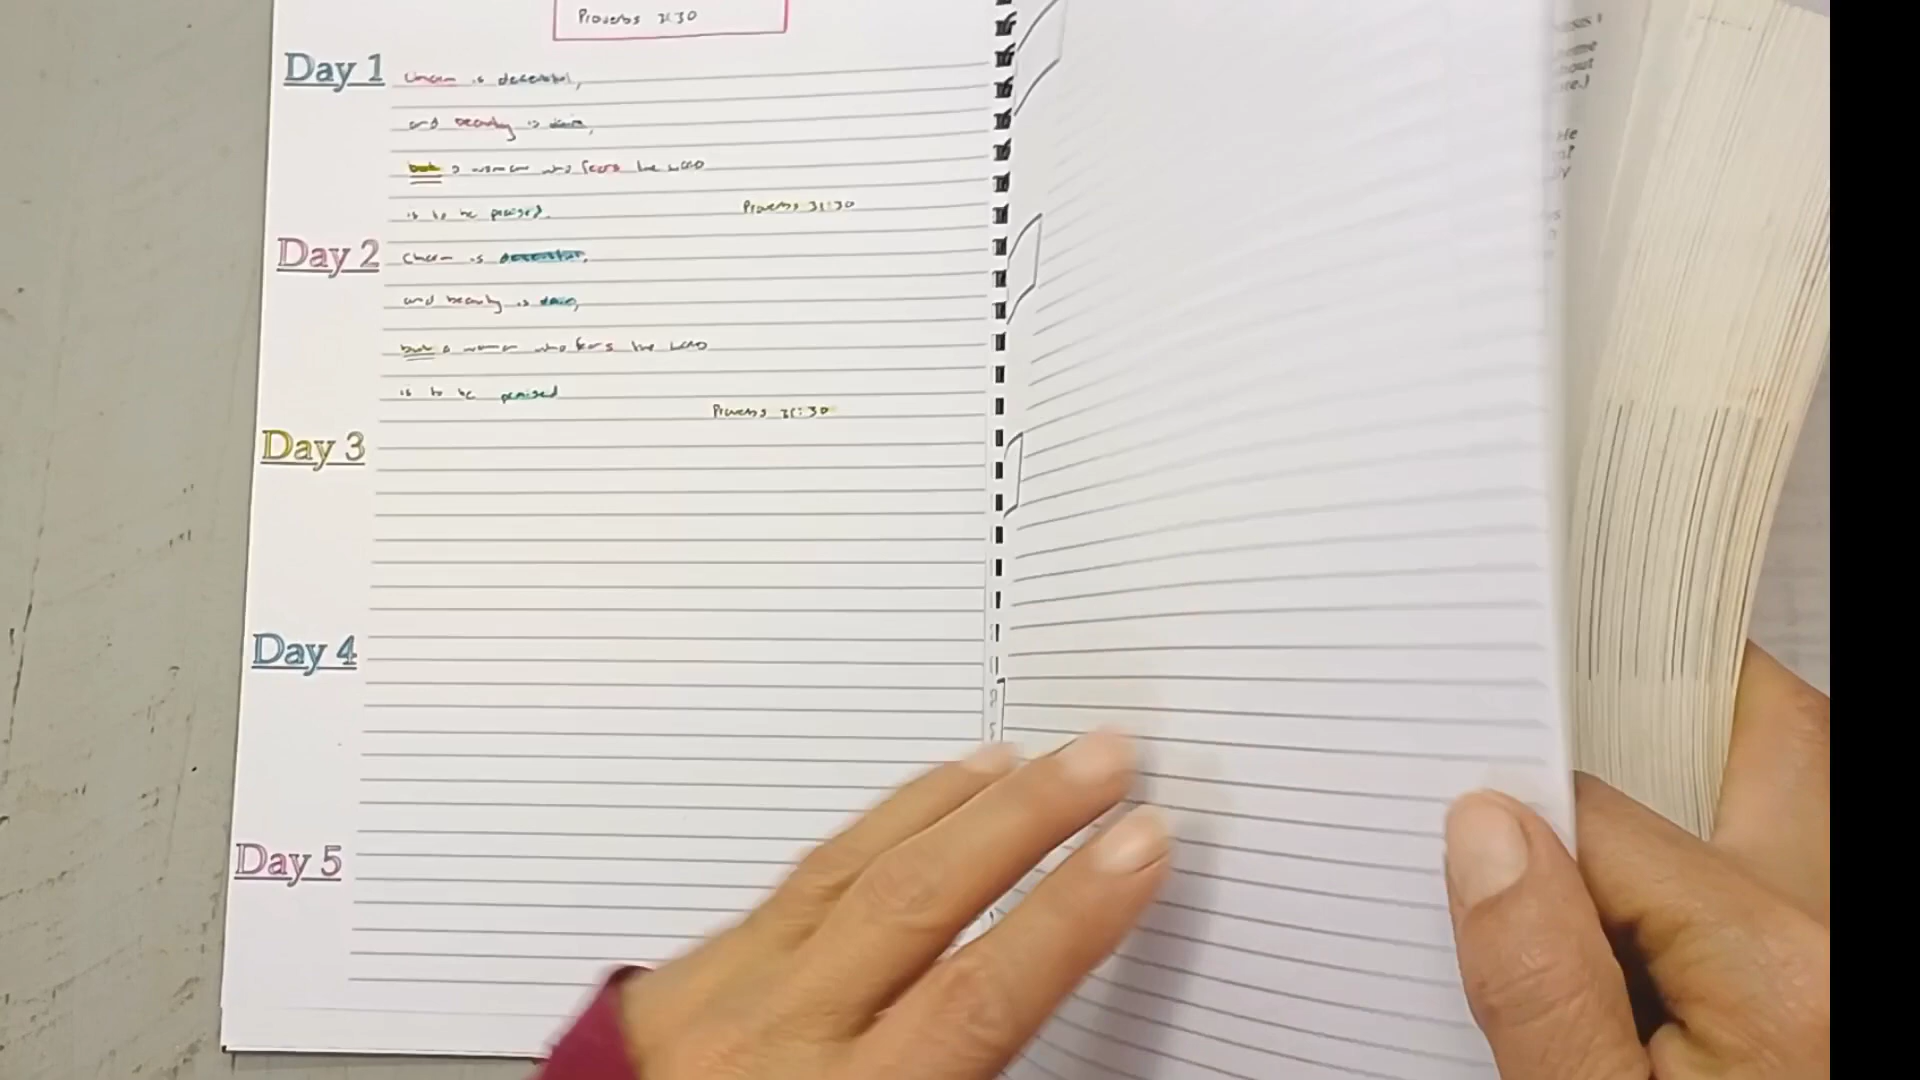 Proverbs 31:30
Day 1
Charm is deceitful,
and beauty is vain,
but a woman who fears the LORD
is to be praised.
Proverbs 31:30
Day 2
Charm is deceitful,
and beauty is vain,
but a woman who fears the LORD
is to be praised
Proverbs 31:30
Day 3
Day 4
Day 5